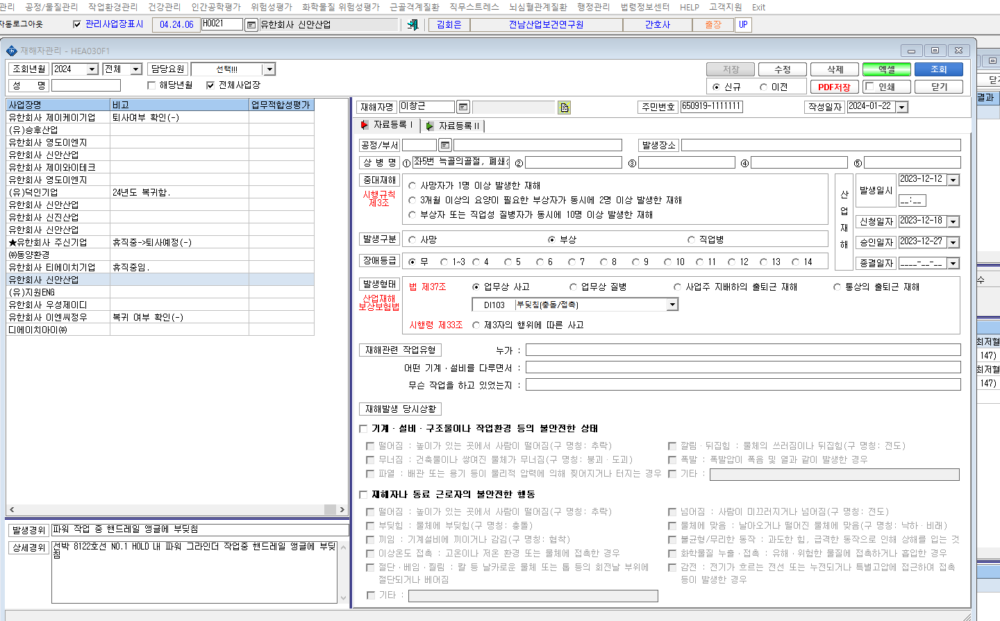 관리 공정/물질관리 작업환경관리 건강관리 인간공학평가 위험성평가 화학물질 위험성평가 근골격계질환 직무스트레스 뇌심혈관계질환 행정관리 법령정보센터 HELP 고객지원 Exit
자동로그아웃 관리사업장표시 04.24.06 H0021 유한회사 신안산업 김회은 전남산업보건연구원 간호사 출장 UP
재해자관리 - HEA030F1
조회년월 2024 전체 담당요원 선택!!! 저장 수정 삭제 엑셀 조회
성 명 해당년월 전체사업장 신규 이전 PDF저장 인쇄 닫기
사업장명 비고 업무적합성평가
유한회사 제이케이기업 퇴사여부 확인(-)
(유)승후산업
유한회사 영도이엔지
유한회사 신안산업
유한회사 제이와이테크
유한회사 영도이엔지
(유)덕인기업 24년도 복귀함.
유한회사 신안산업
유한회사 신진산업
유한회사 신안산업
★유한회사 주신기업 휴직중->퇴사예정(-)
㈜동양환경
유한회사 티에이치기업 휴직중임.
유한회사 신안산업
(유)지원ENG
유한회사 우성제이디
유한회사 이엔씨정우 복귀 여부 확인(-)
디에이치아이㈜
발생경위 파워 작업 중 핸드레일 앵글에 부딪침
상세경위 선박 8122호선 NO.1 HOLD 내 파워 그라인더 작업중 핸드레일 앵글에 부딪
침
재해자명 이창근 주민번호 650919-1111111 작성일자 2024-01-22
자료등록 I 자료등록 II
공정/부서 발생장소
상 병 명 ① 좌5번 늑골의골절, 폐쇄성 ② ③ ④ ⑤
중대재해
시행규칙
제3조
사망자가 1명 이상 발생한 재해
3개월 이상의 요양이 필요한 부상자가 동시에 2명 이상 발생한 재해
부상자 또는 직업성 질병자가 동시에 10명 이상 발생한 재해
산업재해
발생일시 2023-12-12
__:__
신청일자 2023-12-18
승인일자 2023-12-27
종결일자 ____-__-__
발생구분 사망 부상 직업병
장애등급 무 1~3 4 5 6 7 8 9 10 11 12 13 14
발생형태
산업재해
보상보험법
법 제37조 업무상 사고 업무상 질병 사업주 지배하의 출퇴근 재해 통상의 출퇴근 재해
DI103 부딪침(충돌/접촉)
시행령 제33조 제3자의 행위에 따른 사고
재해관련 작업유형 누가 :
어떤 기계·설비를 다루면서 :
무슨 작업을 하고 있었는지 :
재해발생 당시상황
기계·설비·구조물이나 작업환경 등의 불안전한 상태
떨어짐 : 높이가 있는 곳에서 사람이 떨어짐(구 명칭: 추락) 깔림·뒤집힘 : 물체의 쓰러짐이나 뒤집힘(구 명칭: 전도)
무너짐 : 건축물이나 쌓여진 물체가 무너짐(구 명칭: 붕괴·도괴) 폭발 : 폭발압이 폭음 및 열과 같이 발생한 경우
파열 : 배관 또는 용기 등이 물리적 압력에 의해 찢어지거나 터지는 경우 기타 :
재해자나 동료 근로자의 불안전한 행동
떨어짐 : 높이가 있는 곳에서 사람이 떨어짐(구 명칭: 추락) 넘어짐 : 사람이 미끄러지거나 넘어짐(구 명칭: 전도)
부딪힘 : 물체에 부딪힘(구 명칭: 충돌) 물체에 맞음 : 날아오거나 떨어진 물체에 맞음(구 명칭: 낙하·비래)
끼임 : 기계설비에 끼이거나 감김(구 명칭: 협착) 불균형/무리한 동작 : 과도한 힘, 급격한 동작으로 인해 상해를 입는 것
이상온도 접촉 : 고온이나 저온 환경 또는 물체에 접촉한 경우 화학물질 누출·접촉 : 유해·위험한 물질에 접촉하거나 흡입한 경우
절단·베임·찔림 : 칼 등 날카로운 물체 또는 톱 등의 회전날 부위에 절단되거나 베어짐
감전 : 전기가 흐르는 전선 또는 누전되거나 특별고압에 접근하여 접촉 등이 발생한 경우
기타 :
닫기
결과
수
최저혈
147)
최저혈
147)